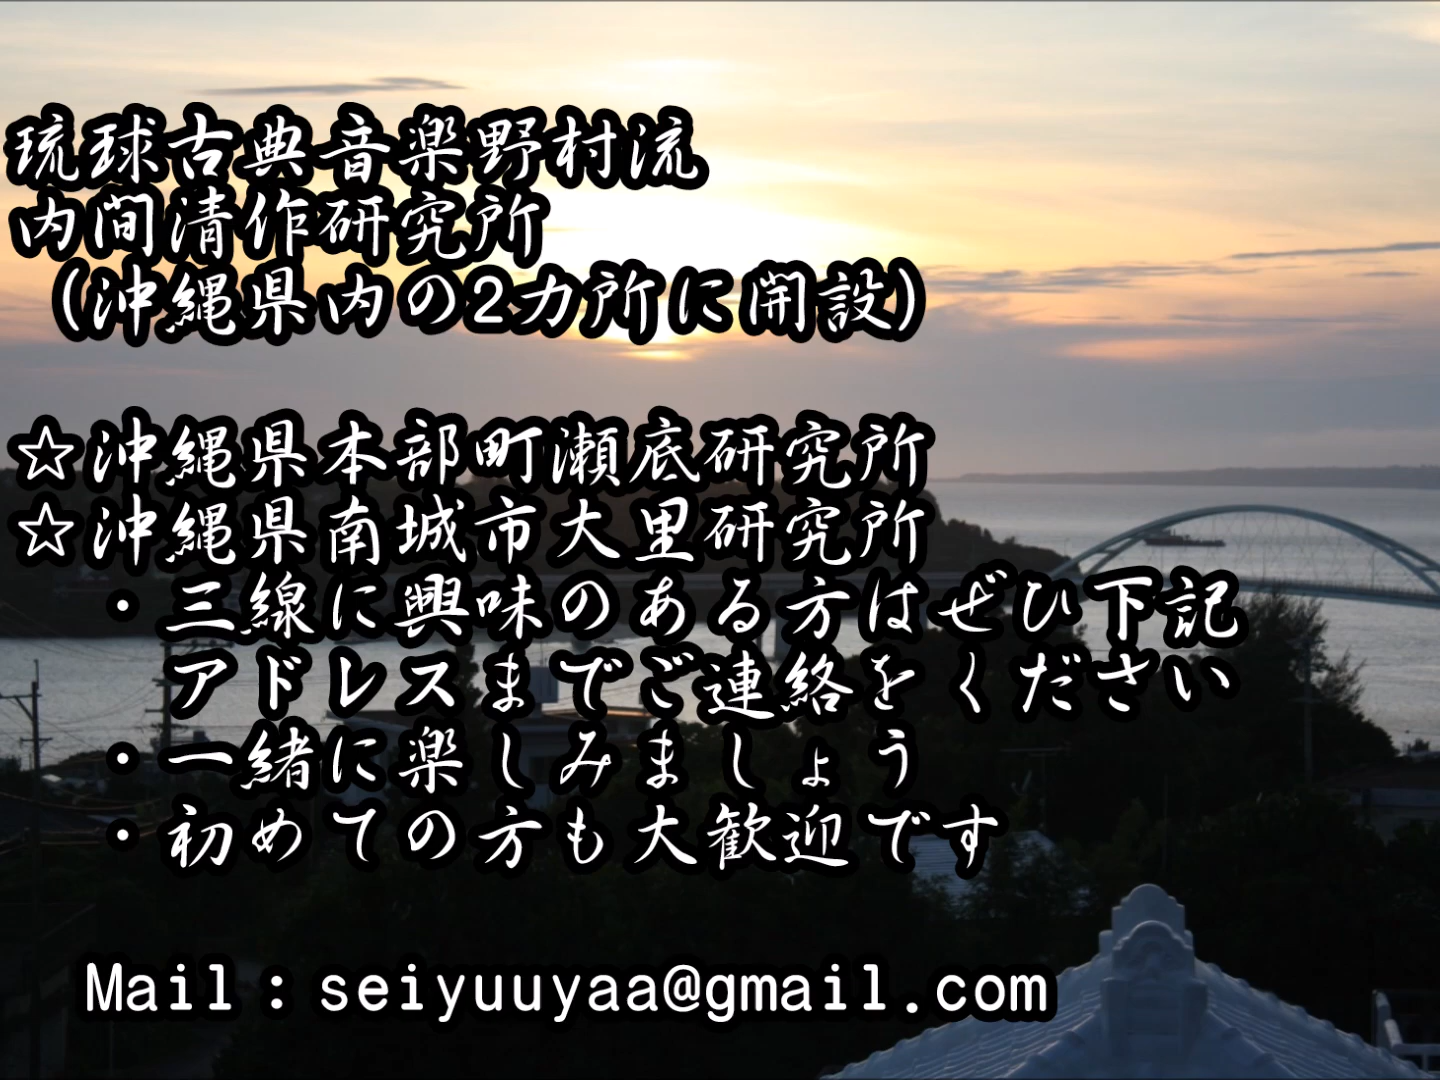 琉球古典音楽野村流
内間清作研究所
(沖縄県内の2カ所に開設)
☆沖縄県本部町瀬底研究所
☆沖縄県南城市大里研究所
・三線に興味のある方はぜひ下記
アドレスまでご連絡をください
・一緒に楽しみましょう
・初めての方も大歓迎です
Mail：seiyuuyaa@gmail.com